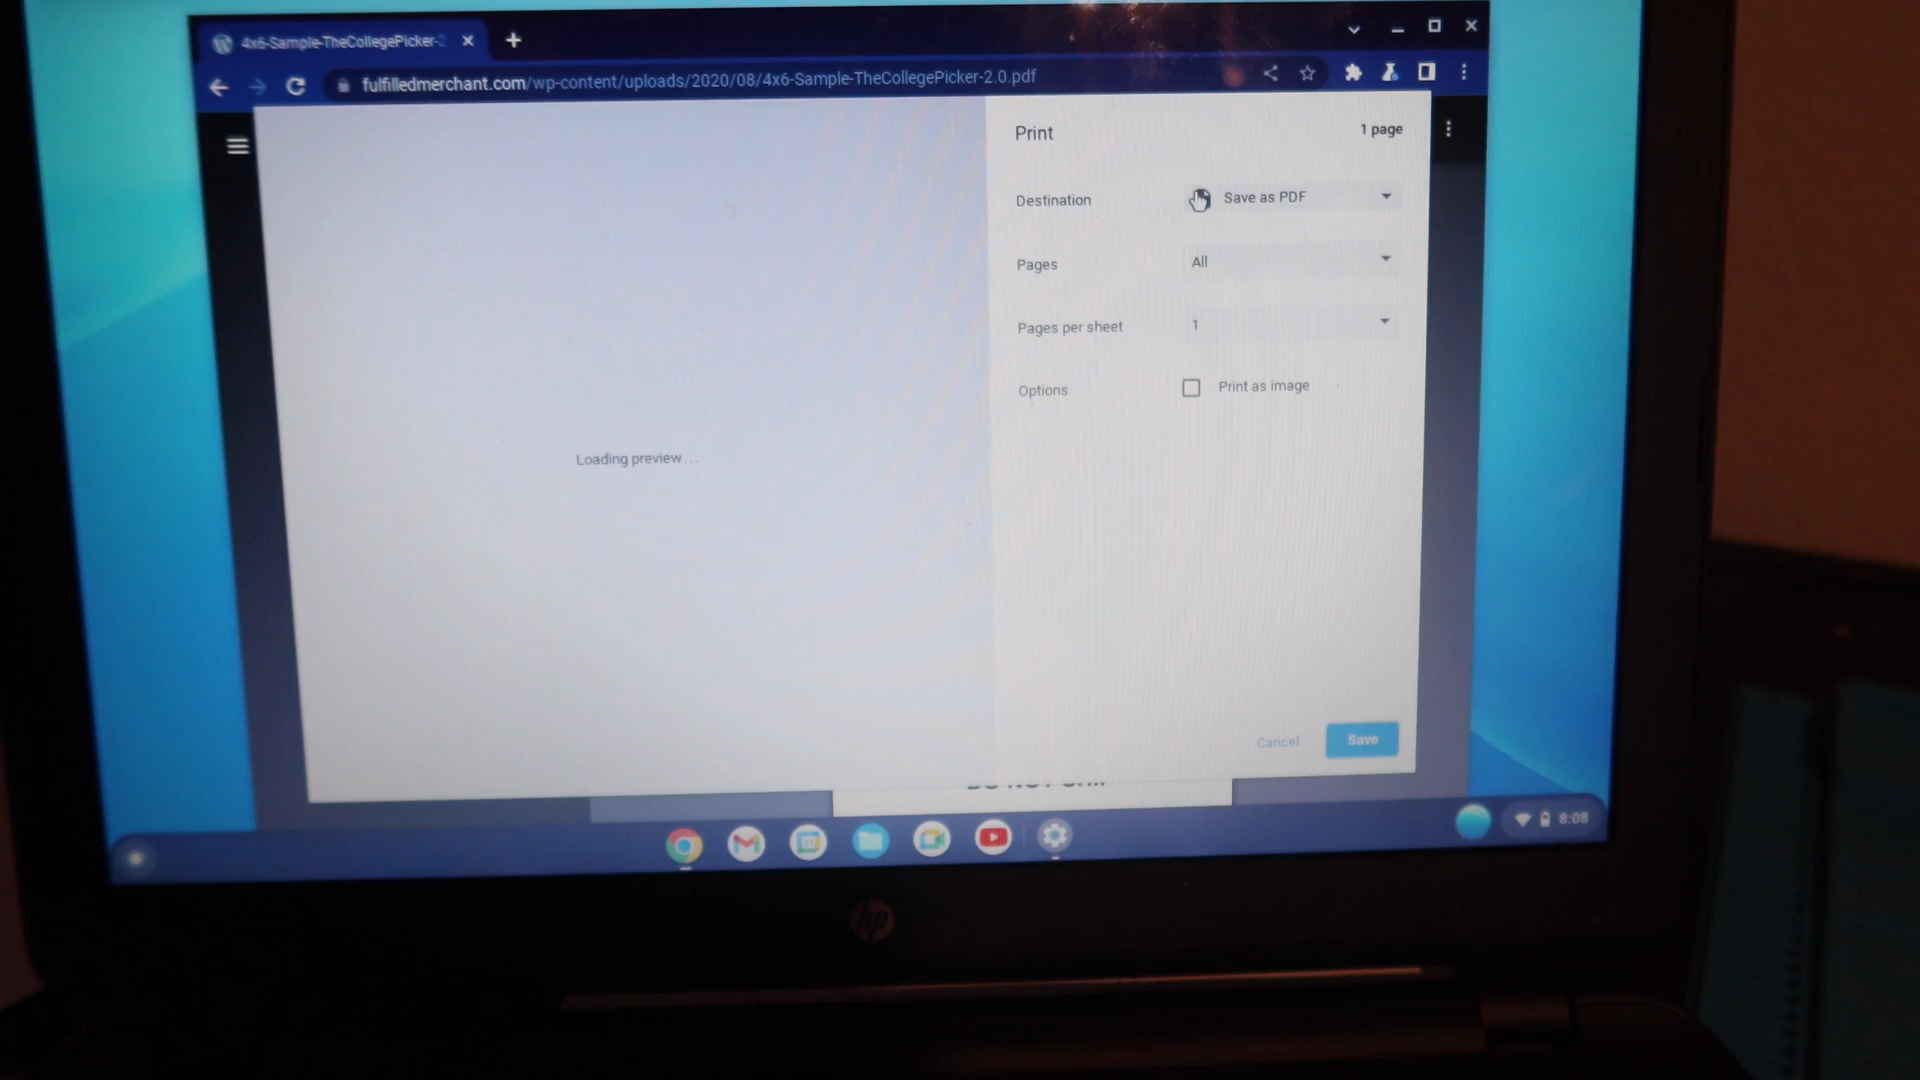 4x6-Sample-TheCollegePicker-2
fulfilledmerchant.com/wp-content/uploads/2020/08/4x6-Sample-TheCollegePicker-2.0.pdf
Print
1 page
Destination
Save as PDF
Pages
All
Pages per sheet
1
Options
Print as image
Loading preview...
Cancel
Save
8:08
hp